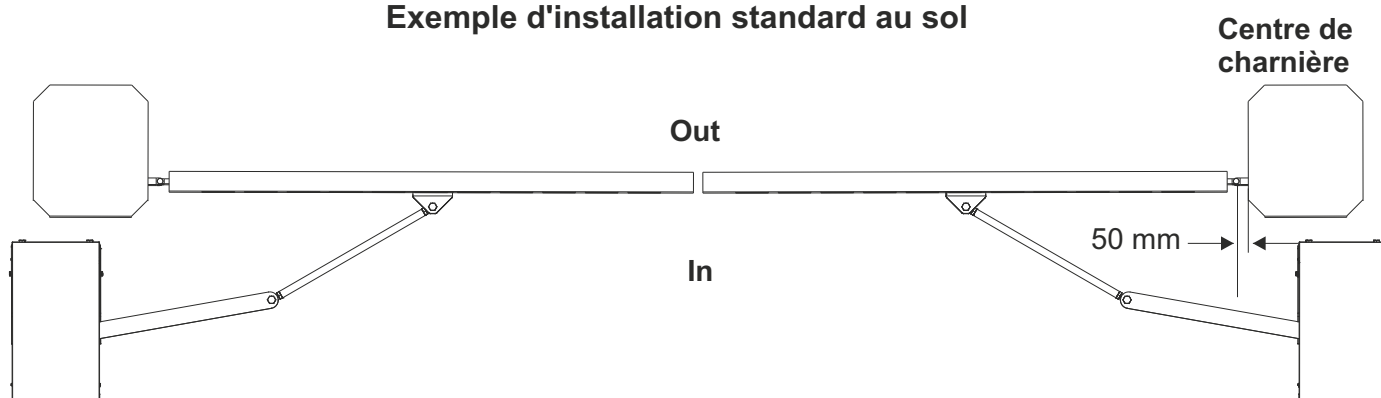 Exemple d'installation standard au sol
Centre de
charnière
Out
50 mm
In